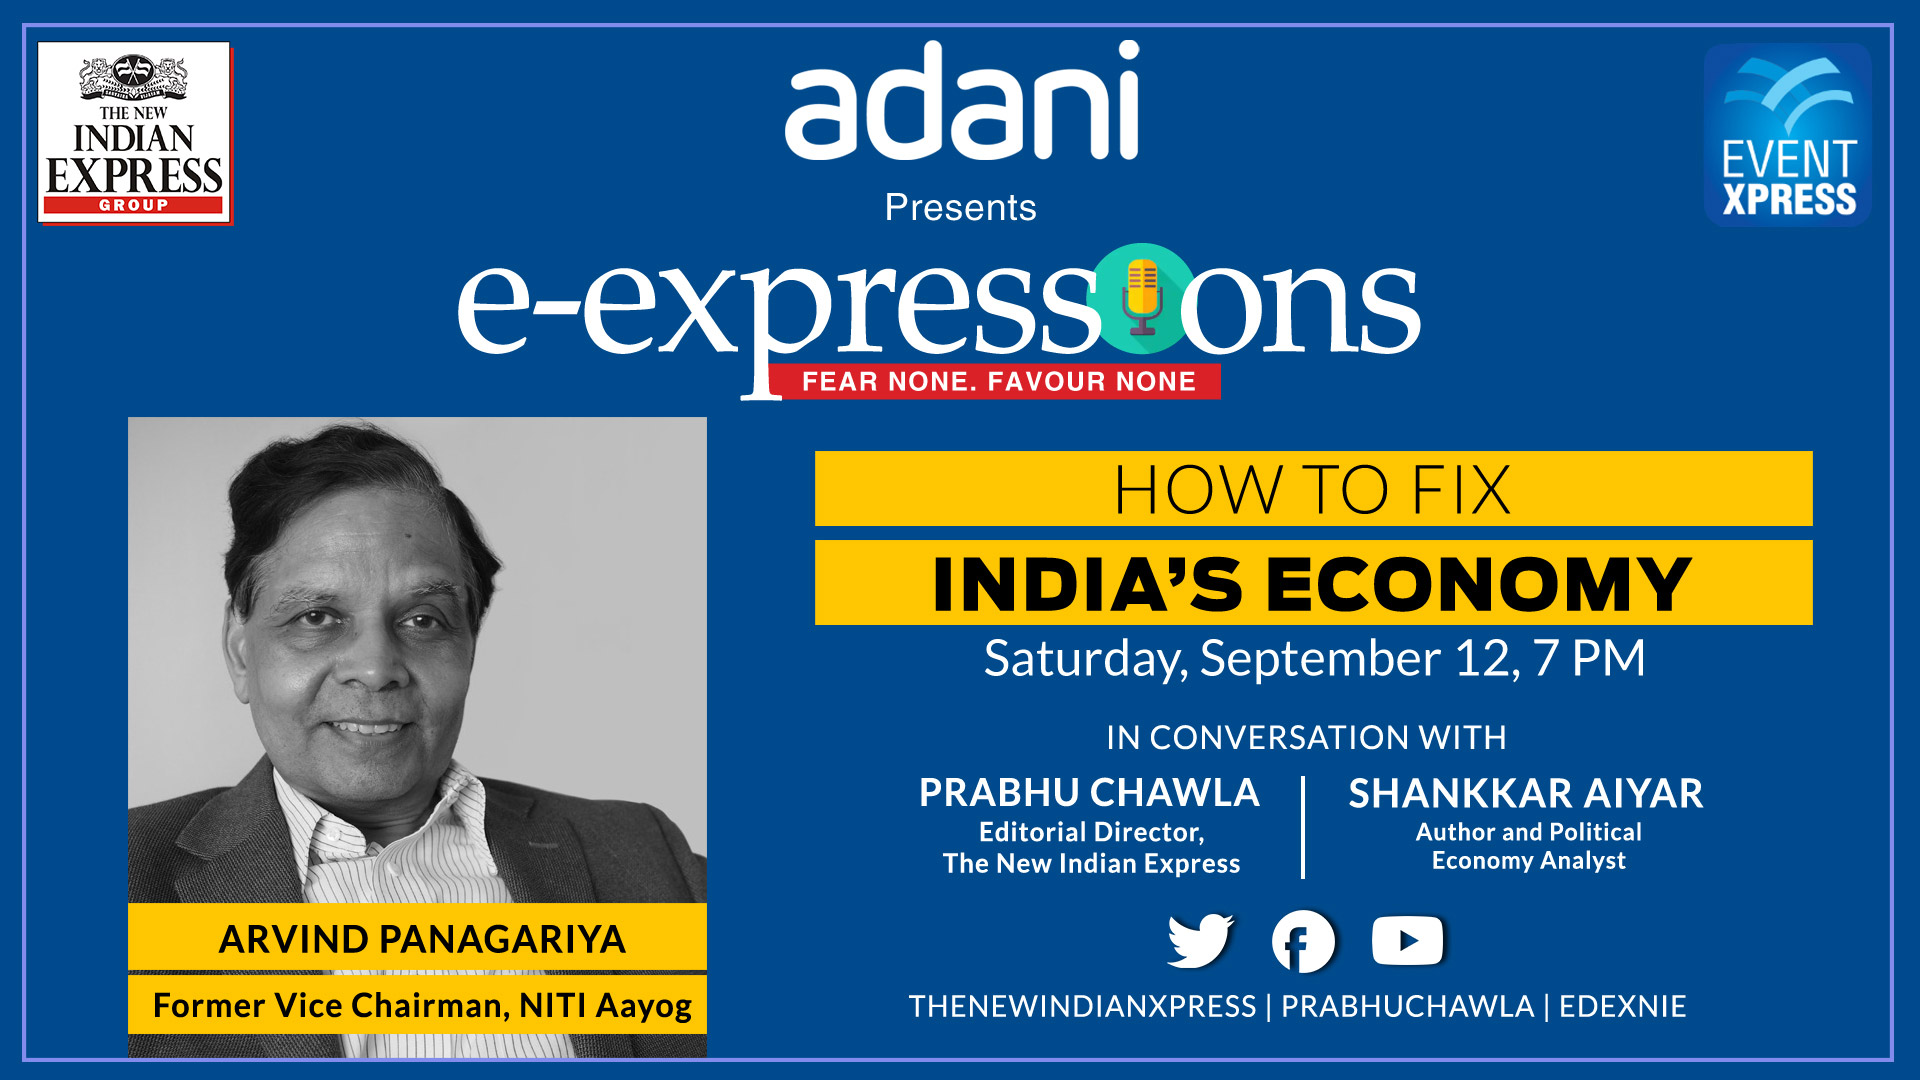 THE NEW
INDIAN
EXPRESS
GROUP
adani
Presents
EVENT
XPRESS
e-expressions
FEAR NONE. FAVOUR NONE
HOW TO FIX
INDIA'S ECONOMY
Saturday, September 12, 7 PM
IN CONVERSATION WITH
PRABHU CHAWLA
Editorial Director,
The New Indian Express
SHANKKAR AIYAR
Author and Political
Economy Analyst
ARVIND PANAGARIYA
Former Vice Chairman, NITI Aayog
THENEWINDIANXPRESS | PRABHUCHAWLA | EDEXNIE